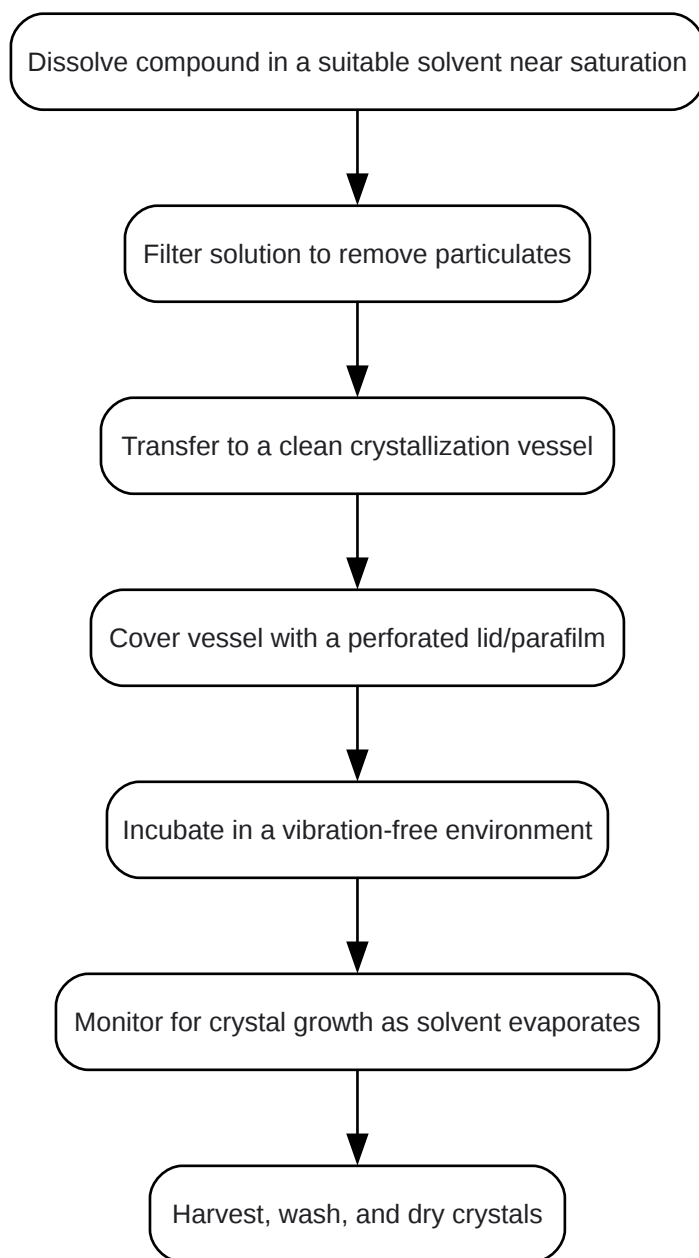 Dissolve compound in a suitable solvent near saturation
Filter solution to remove particulates
Transfer to a clean crystallization vessel
Cover vessel with a perforated lid/parafilm
Incubate in a vibration-free environment
Monitor for crystal growth as solvent evaporates
Harvest, wash, and dry crystals